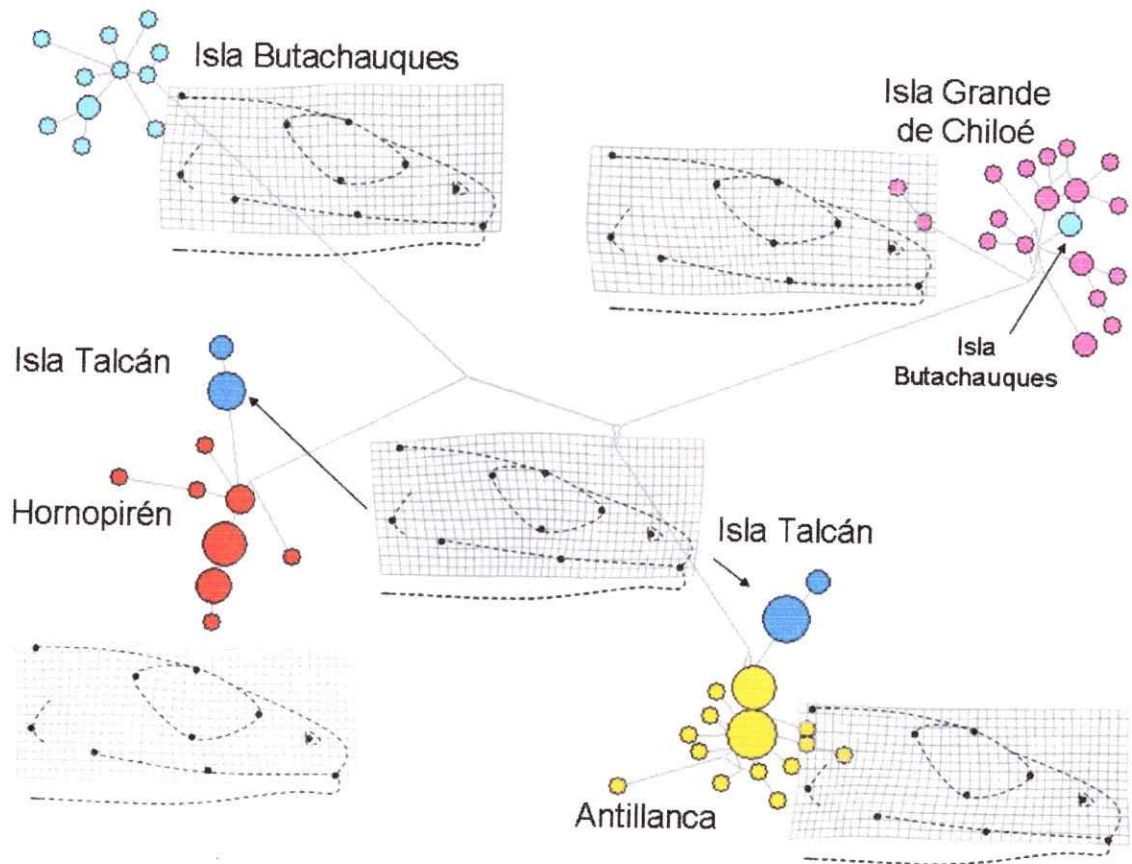 Isla Butachauques
Isla Grande
de Chiloé
Isla
Butachauques
Isla Talcán
Hornopirén
Isla Talcán
Antillanca